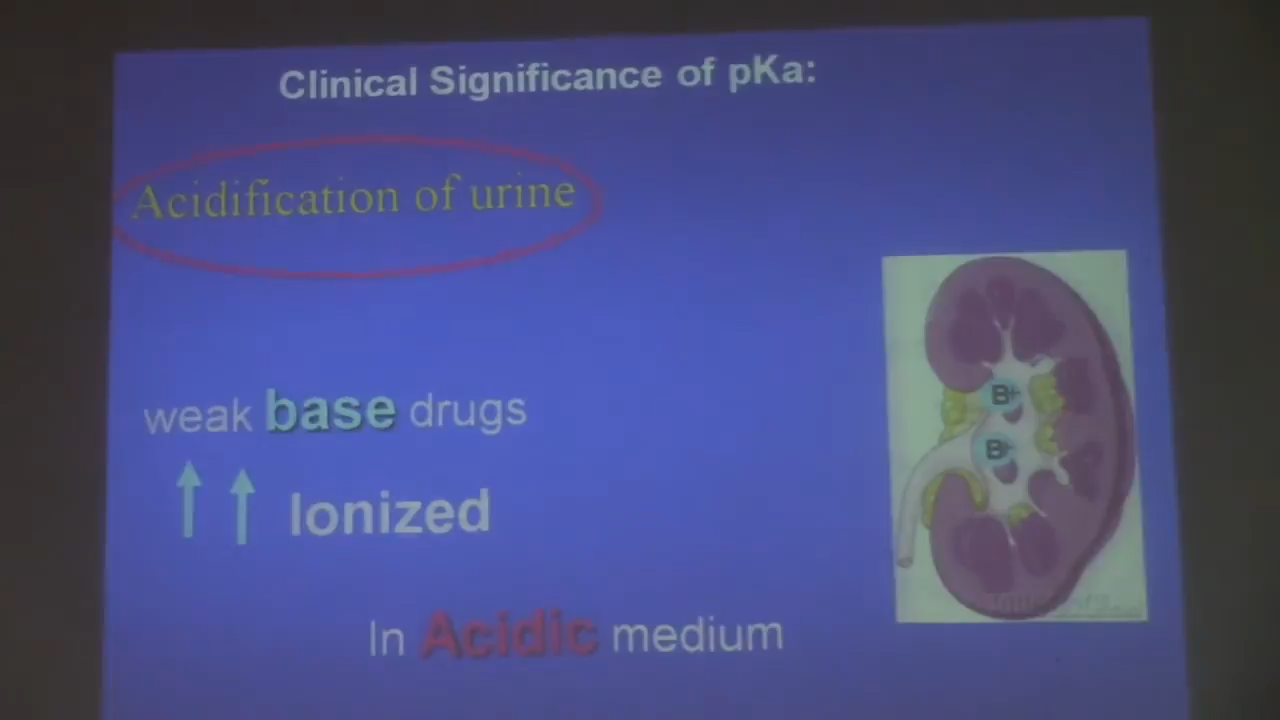 Clinical Significance of pKa:
Acidification of urine
weak base drugs
Ionized
In Acidic medium
B+